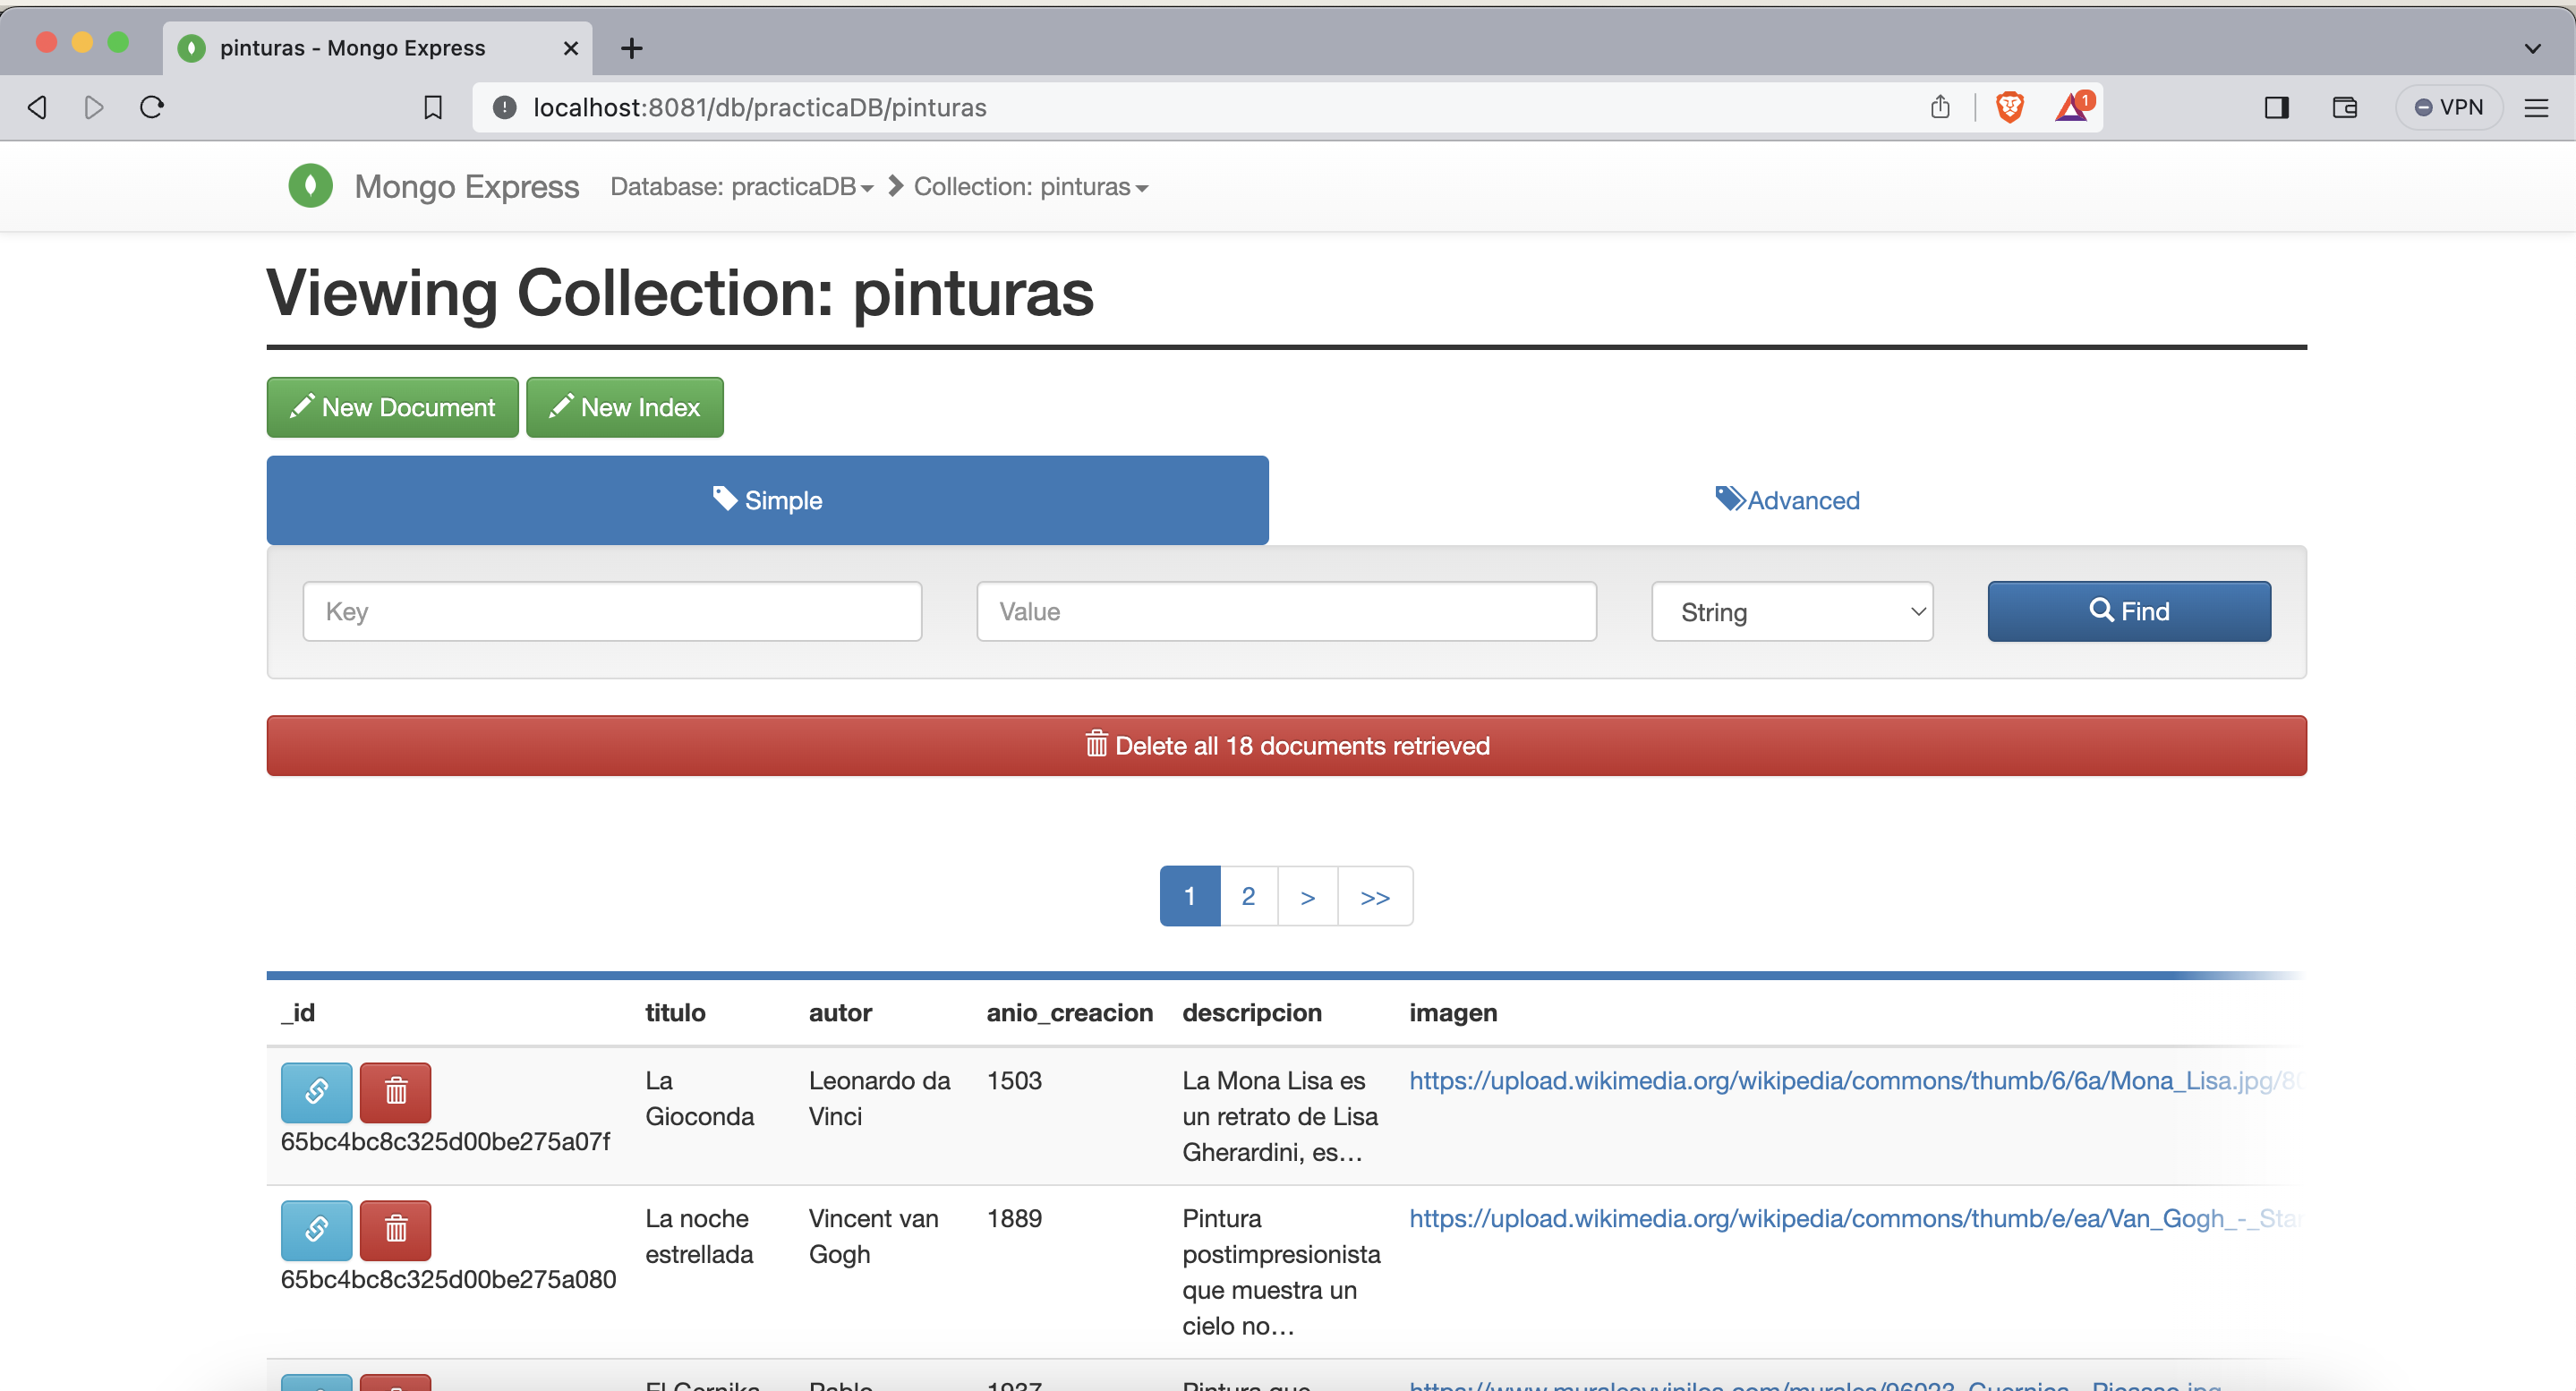 pinturas - Mongo Express
localhost:8081/db/practicaDB/pinturas
1
VPN
Mongo Express Database: practicaDB Collection: pinturas
Viewing Collection: pinturas
New Document New Index
Simple Advanced
Key Value String Find
Delete all 18 documents retrieved
1 2 > >>
_id titulo autor anio_creacion descripcion imagen
La Leonardo da 1503 La Mona Lisa es https://upload.wikimedia.org/wikipedia/commons/thumb/6/6a/Mona_Lisa.jpg/80
Gioconda Vinci un retrato de Lisa
65bc4bc8c325d00be275a07f Gherardini, es...
La noche Vincent van 1889 Pintura https://upload.wikimedia.org/wikipedia/commons/thumb/e/ea/Van_Gogh_-_Star
estrellada Gogh postimpresionista
65bc4bc8c325d00be275a080 que muestra un
cielo no...
El Gernika Pablo 1937 Pintura que https://www.muralesyvinilos.com/murales/96023_Guernica_-_Picasso.jpg